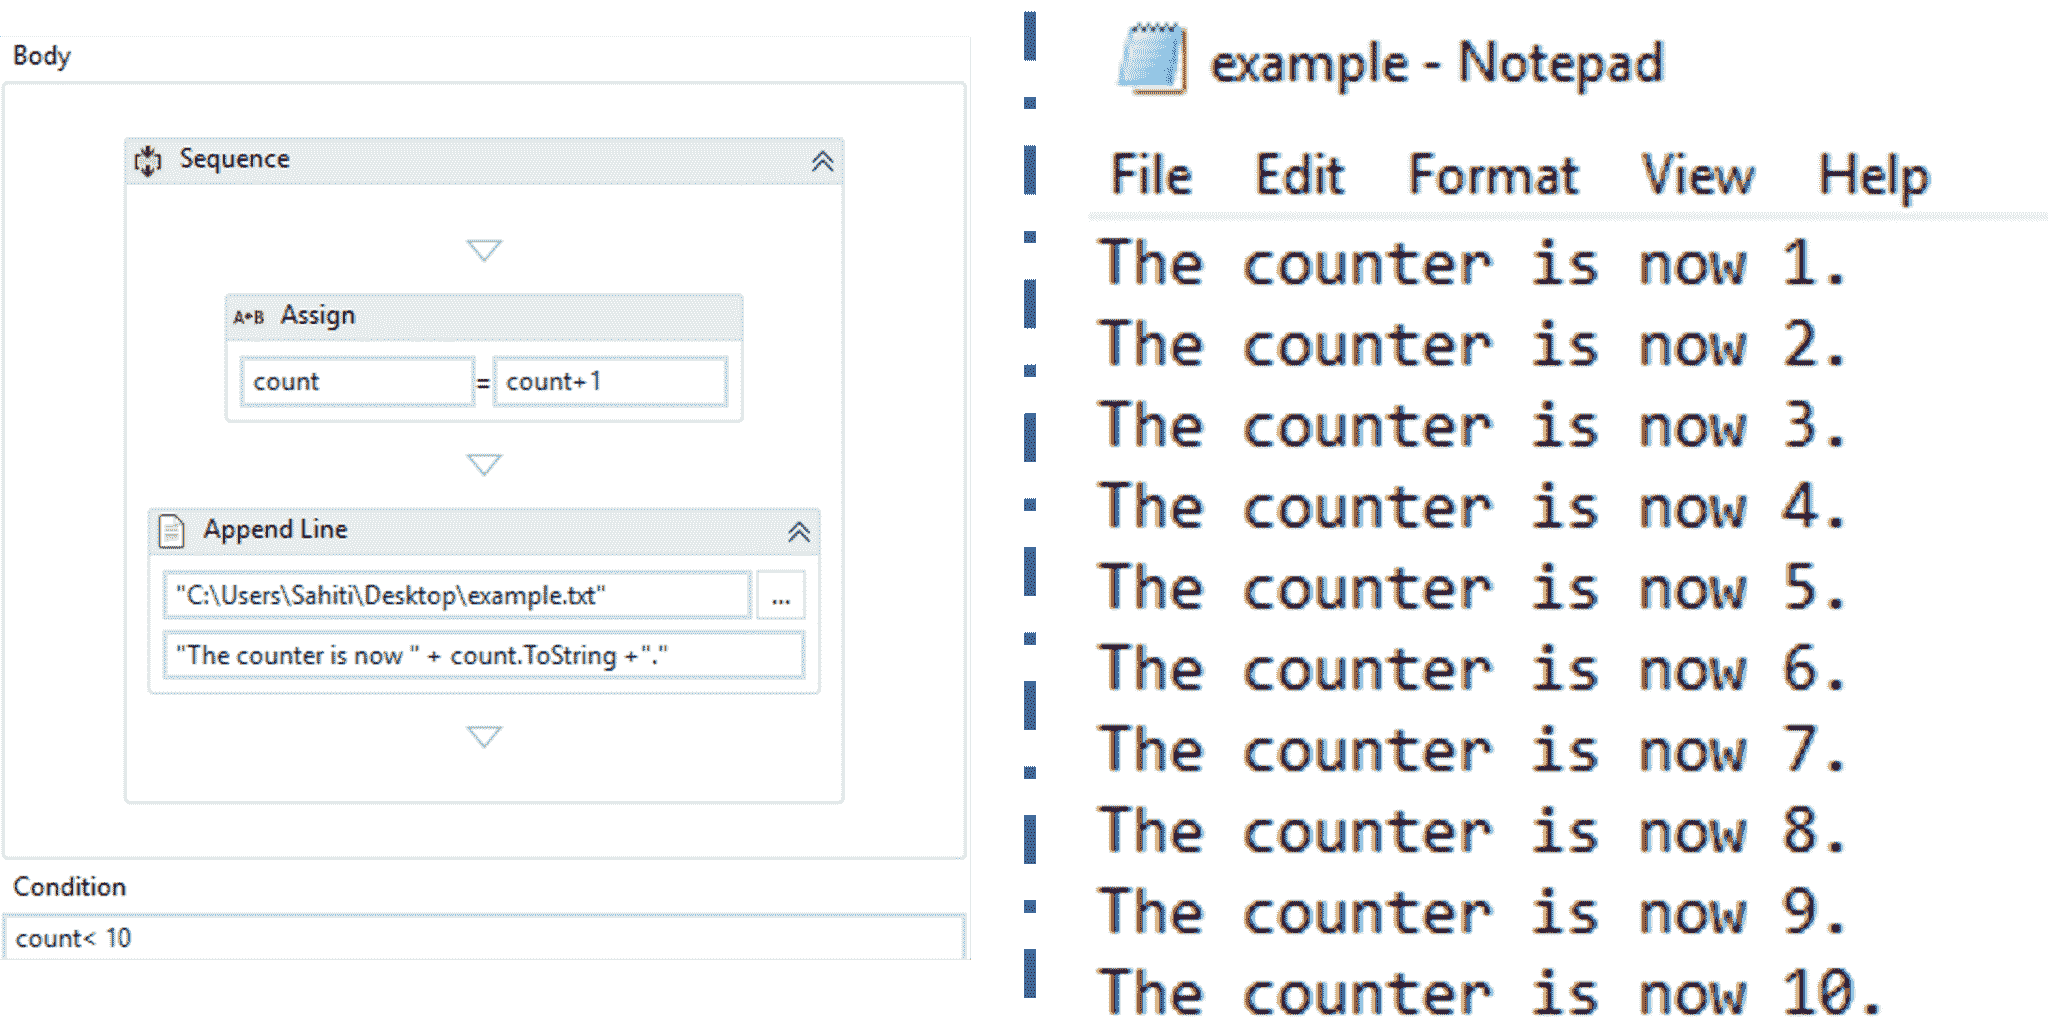 Body
Sequence
A+B Assign
count = count+1
Append Line
"C:\Users\Sahiti\Desktop\example.txt" ...
"The counter is now " + count.ToString +"."
Condition
count< 10
example - Notepad
File Edit Format View Help
The counter is now 1.
The counter is now 2.
The counter is now 3.
The counter is now 4.
The counter is now 5.
The counter is now 6.
The counter is now 7.
The counter is now 8.
The counter is now 9.
The counter is now 10.